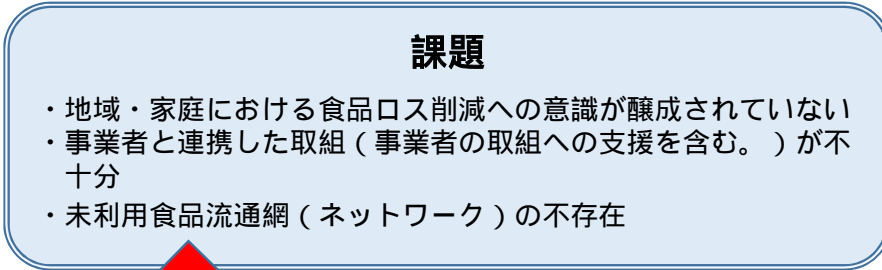 課題
・地域・家庭における食品ロス削減への意識が醸成されていない
・事業者と連携した取組（事業者の取組への支援を含む。）が不
十分
・未利用食品流通網（ネットワーク）の不存在